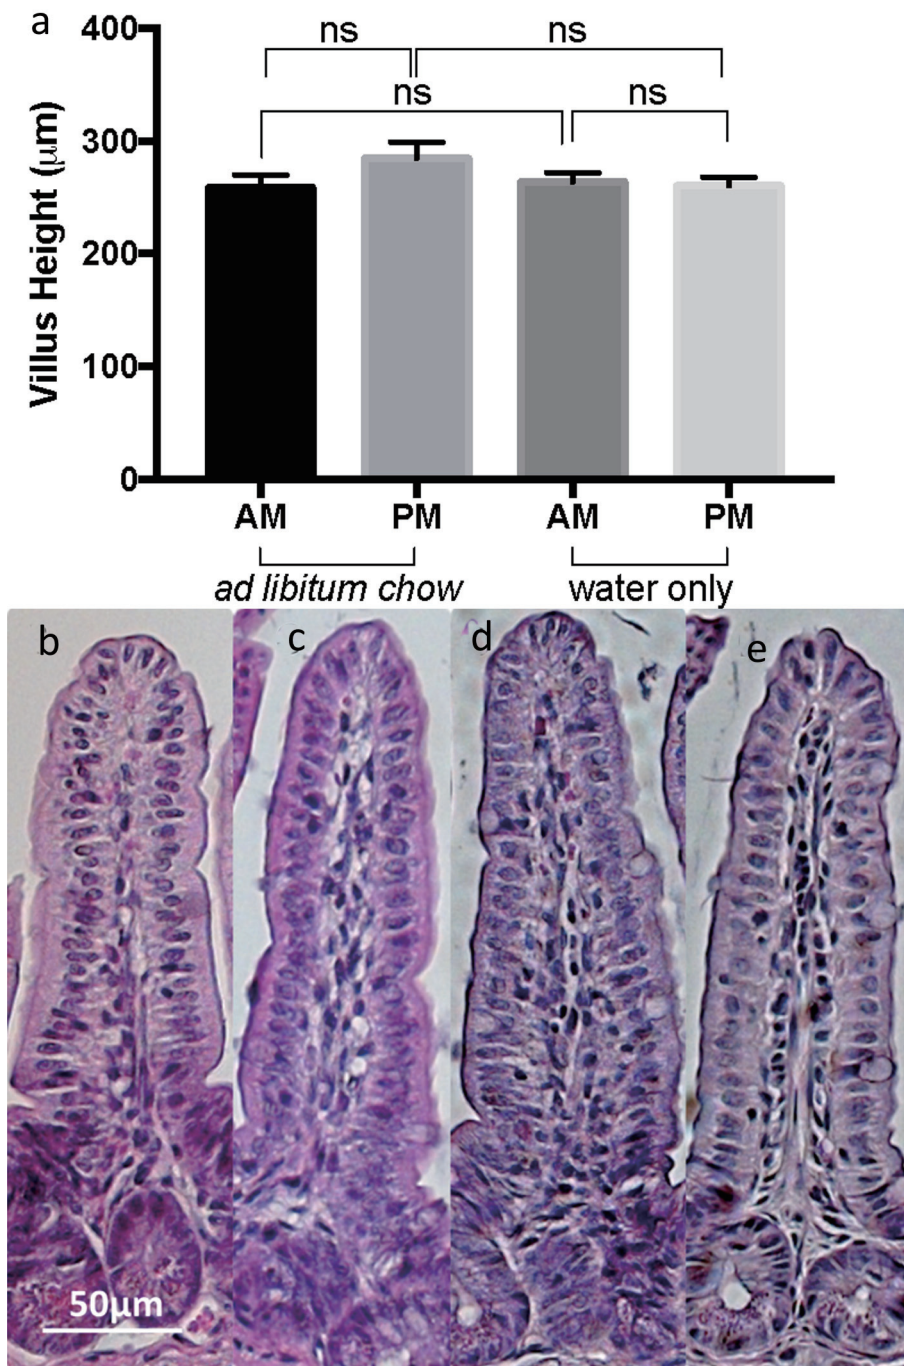 a
400
ns
ns
ns
ns
300
200
100
0
Villus Height (μm)
AM PM AM PM
ad libitum chow water only
b c d e
50μm